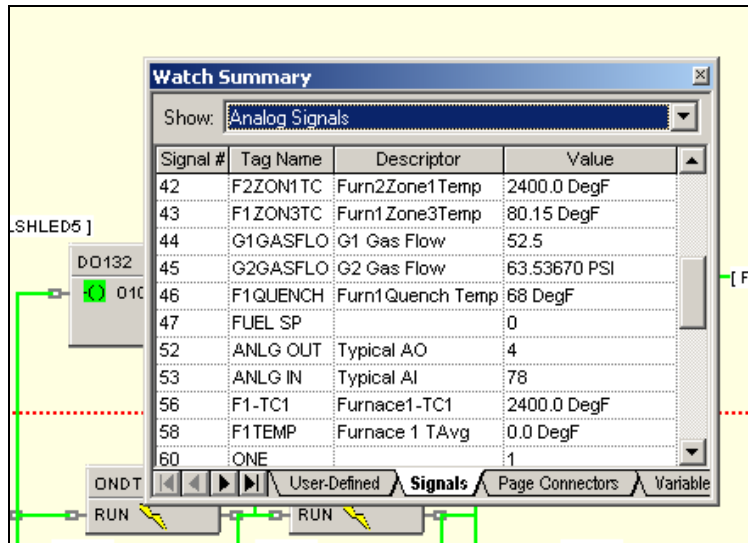 Watch Summary
Show: Analog Signals
Signal # Tag Name Descriptor Value
42 F2ZON1TC Furn2Zone1Temp 2400.0 DegF
43 F1ZON3TC Furn1Zone3Temp 80.15 DegF
44 G1GASFLO G1 Gas Flow 52.5
45 G2GASFLO G2 Gas Flow 63.53670 PSI
46 F1QUENCH Furn1Quench Temp 68 DegF
47 FUEL SP 0
52 ANLG OUT Typical AO 4
53 ANLG IN Typical AI 78
56 F1-TC1 Furnace1-TC1 2400.0 DegF
58 F1TEMP Furnace 1 TAvg 0.0 DegF
60 ONE 1
User-Defined Signals Page Connectors Variable
LSHLED5 ]
DO132
-() 010
[ F
ONDT
RUN RUN